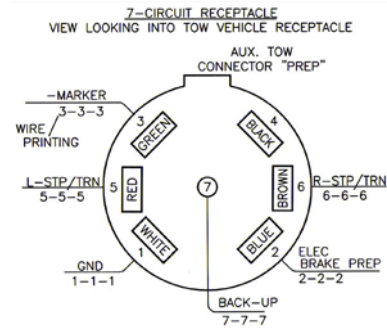 7-CIRCUIT RECEPTACLE
VIEW LOOKING INTO TOW VEHICLE RECEPTACLE
AUX. TOW
CONNECTOR "PREP"
-MARKER
3-3-3
WIRE
PRINTING
3
GREEN
4
BLACK
L-STP/TRN
5-5-5
5
RED
7
BROWN
6
R-STP/TRN
6-6-6
WHITE
1
BLUE
2
GND
1-1-1
ELEC
BRAKE PREP
2-2-2
BACK-UP
7-7-7